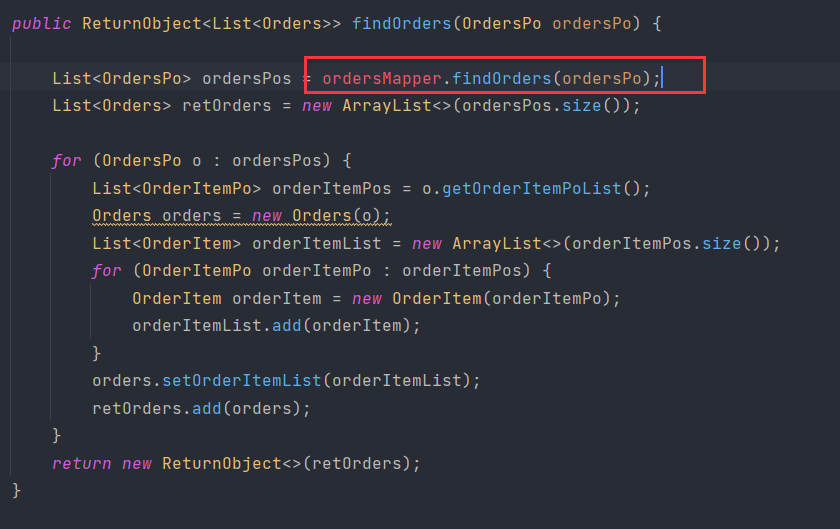 public ReturnObject<List<Orders>> findOrders(OrdersPo ordersPo) {
List<OrdersPo> ordersPos = ordersMapper.findOrders(ordersPo);
List<Orders> retOrders = new ArrayList<>(ordersPos.size());
for (OrdersPo o : ordersPos) {
List<OrderItemPo> orderItemPos = o.getOrderItemPoList();
Orders orders = new Orders(o);
List<OrderItem> orderItemList = new ArrayList<>(orderItemPos.size());
for (OrderItemPo orderItemPo : orderItemPos) {
OrderItem orderItem = new OrderItem(orderItemPo);
orderItemList.add(orderItem);
}
orders.setOrderItemList(orderItemList);
retOrders.add(orders);
}
return new ReturnObject<>(retOrders);
}